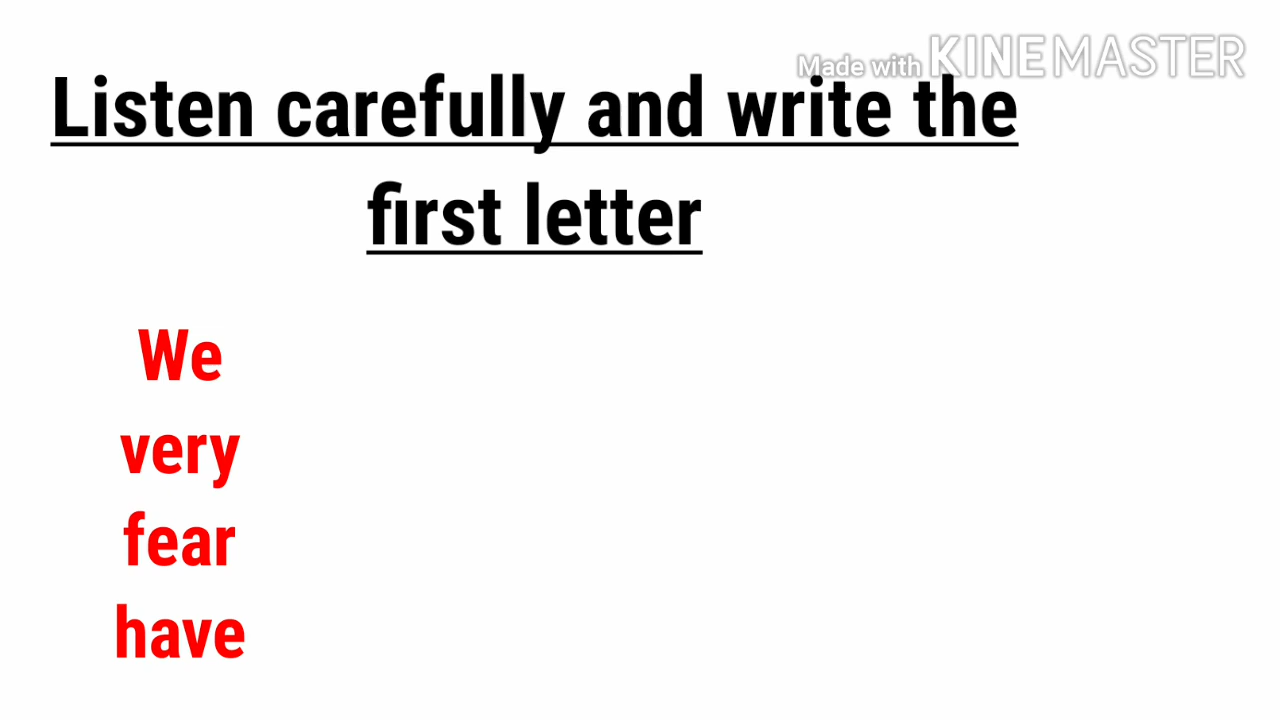 Made with KINEMASTER
Listen carefully and write the
first letter
We
very
fear
have